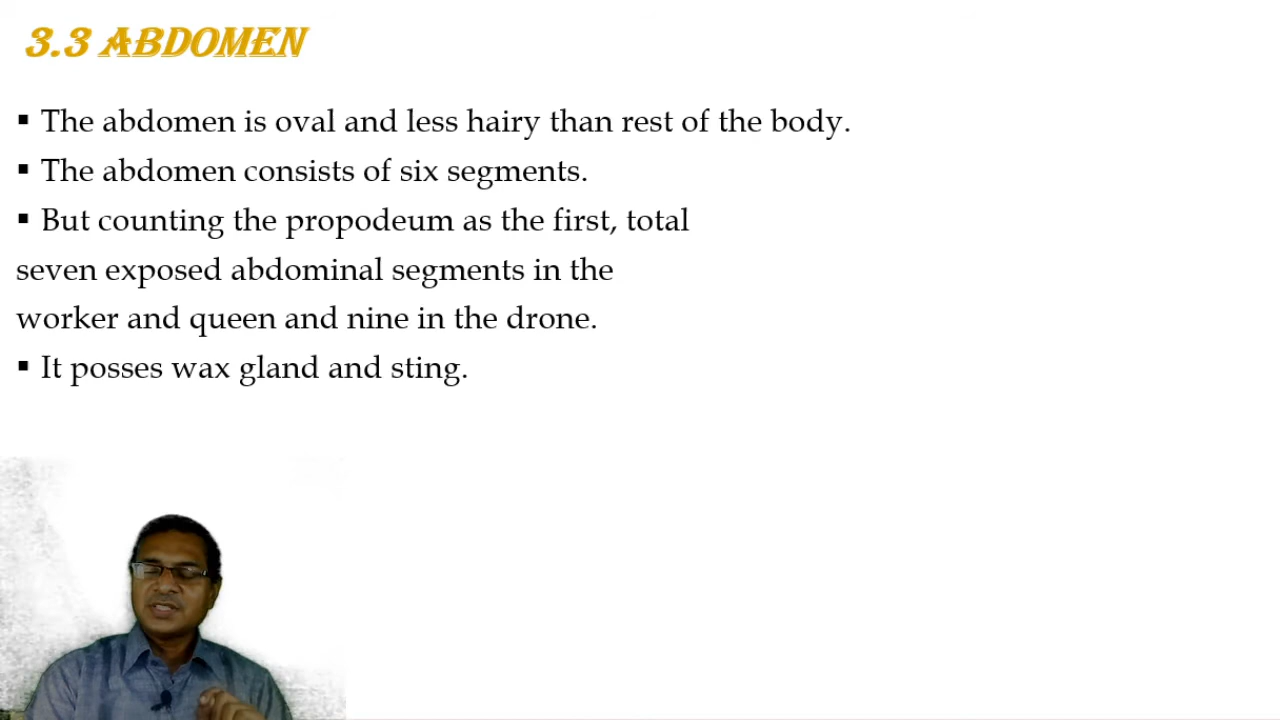 3.3 ABDOMEN
▪ The abdomen is oval and less hairy than rest of the body.
▪ The abdomen consists of six segments.
▪ But counting the propodeum as the first, total
seven exposed abdominal segments in the
worker and queen and nine in the drone.
▪ It posses wax gland and sting.